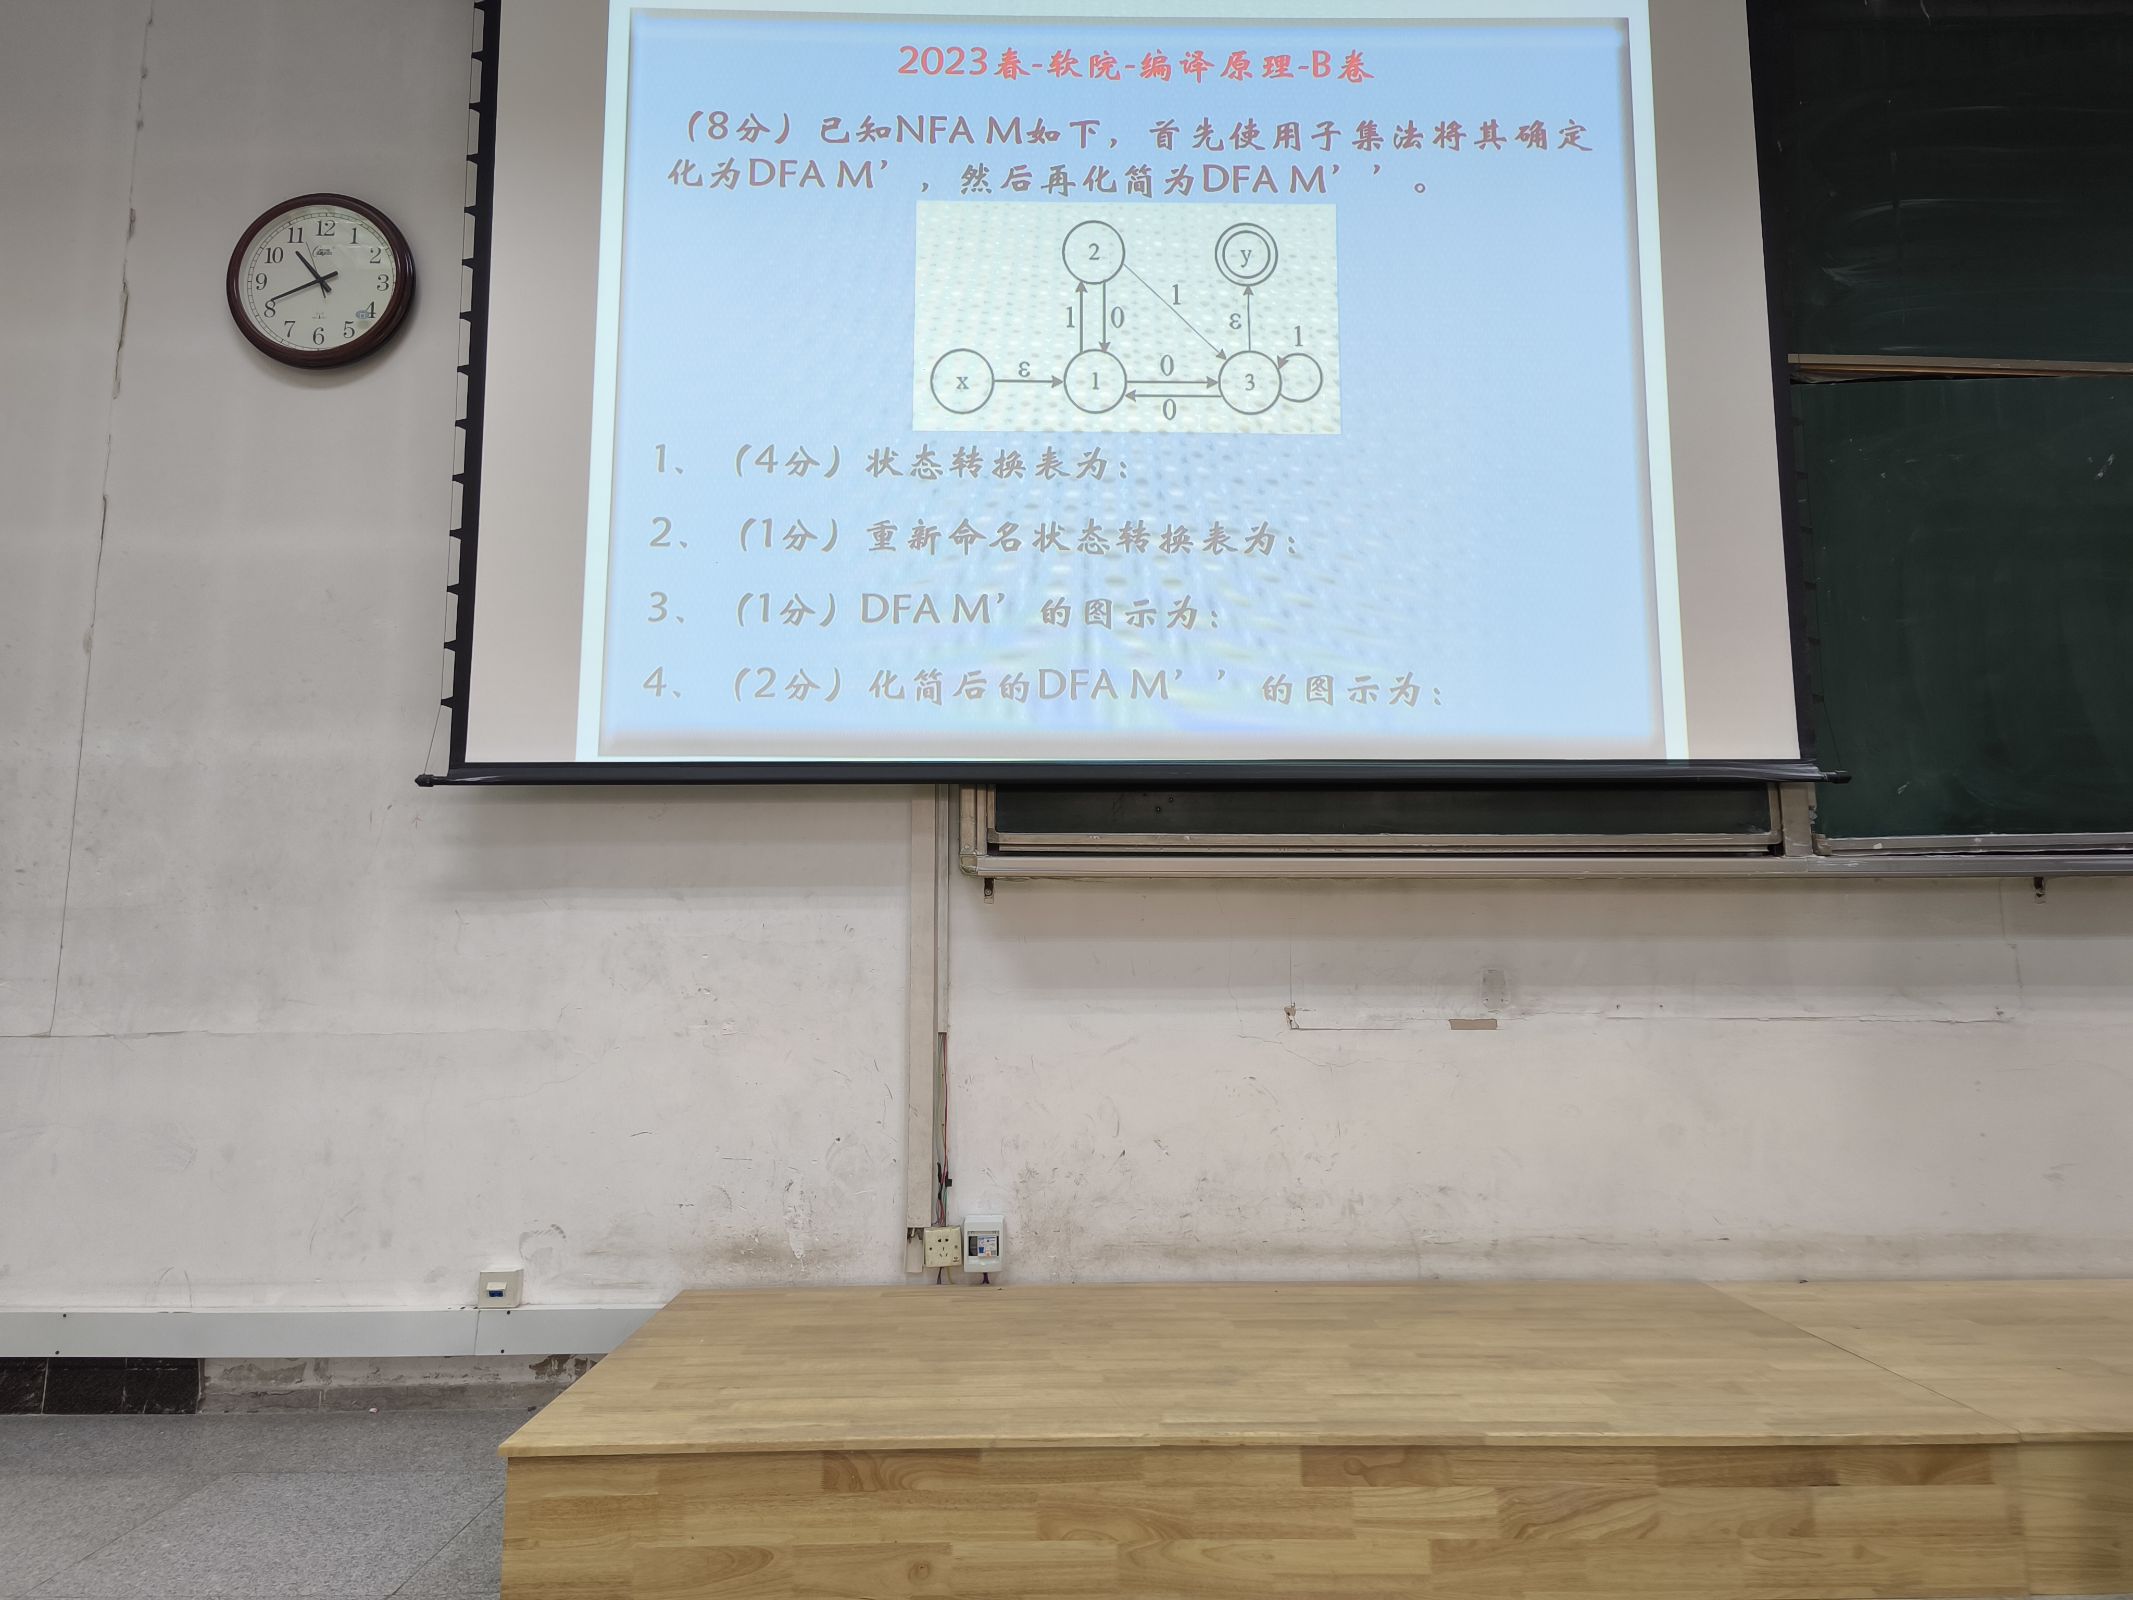 2023春-软院-编译原理-B卷
（8分）已知NFA M如下，首先使用子集法将其确定
化为DFA M’，然后再化简为DFA M’’。
2 y
1 0 1 ε 1
x ε 1 0 3
0
1、（4分）状态转换表为：
2、（1分）重新命名状态转换表为：
3、（1分）DFA M’的图示为：
4、（2分）化简后的DFA M’’的图示为：
12
11 1
10 2
9 3
8 4
7 5
6